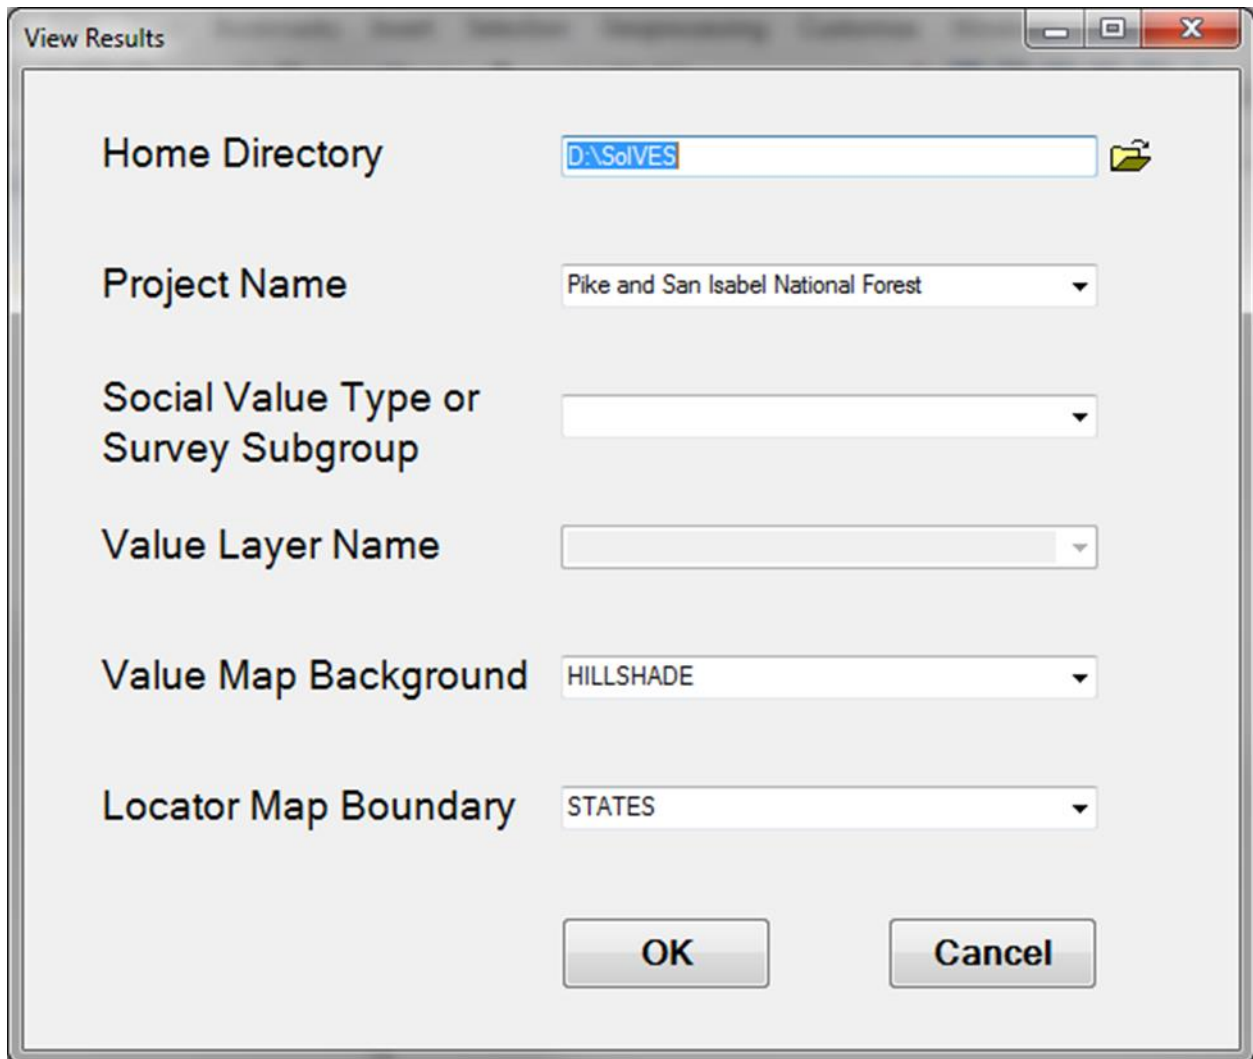 View Results
Home Directory
D:\SolVES
Project Name
Pike and San Isabel National Forest
Social Value Type or
Survey Subgroup
Value Layer Name
Value Map Background
HILLSHADE
Locator Map Boundary
STATES
OK
Cancel